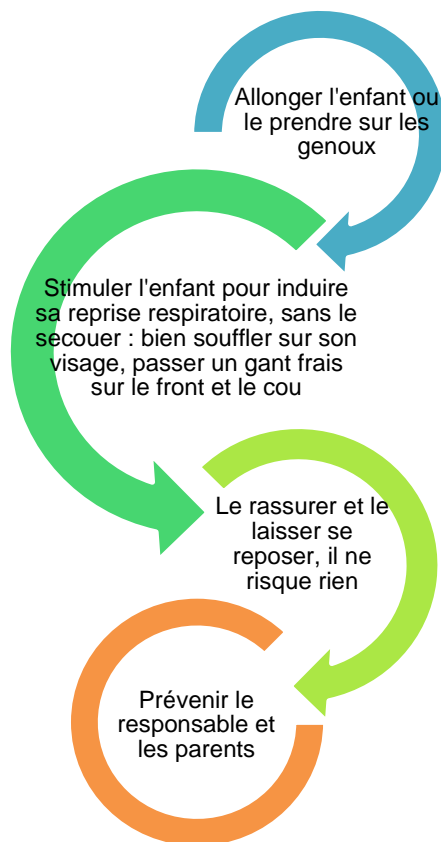 Allonger l'enfant ou
le prendre sur les
genoux
Stimuler l'enfant pour induire
sa reprise respiratoire, sans le
secouer : bien souffler sur son
visage, passer un gant frais
sur le front et le cou
Le rassurer et le
laisser se
reposer, il ne
risque rien
Prévenir le
responsable et
les parents